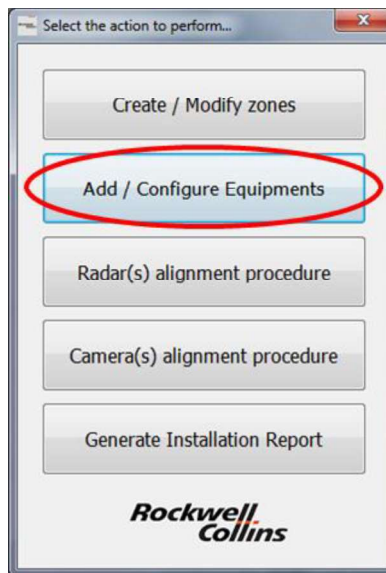 Select the action to perform...
Create / Modify zones
Add / Configure Equipments
Radar(s) alignment procedure
Camera(s) alignment procedure
Generate Installation Report
Rockwell
Collins